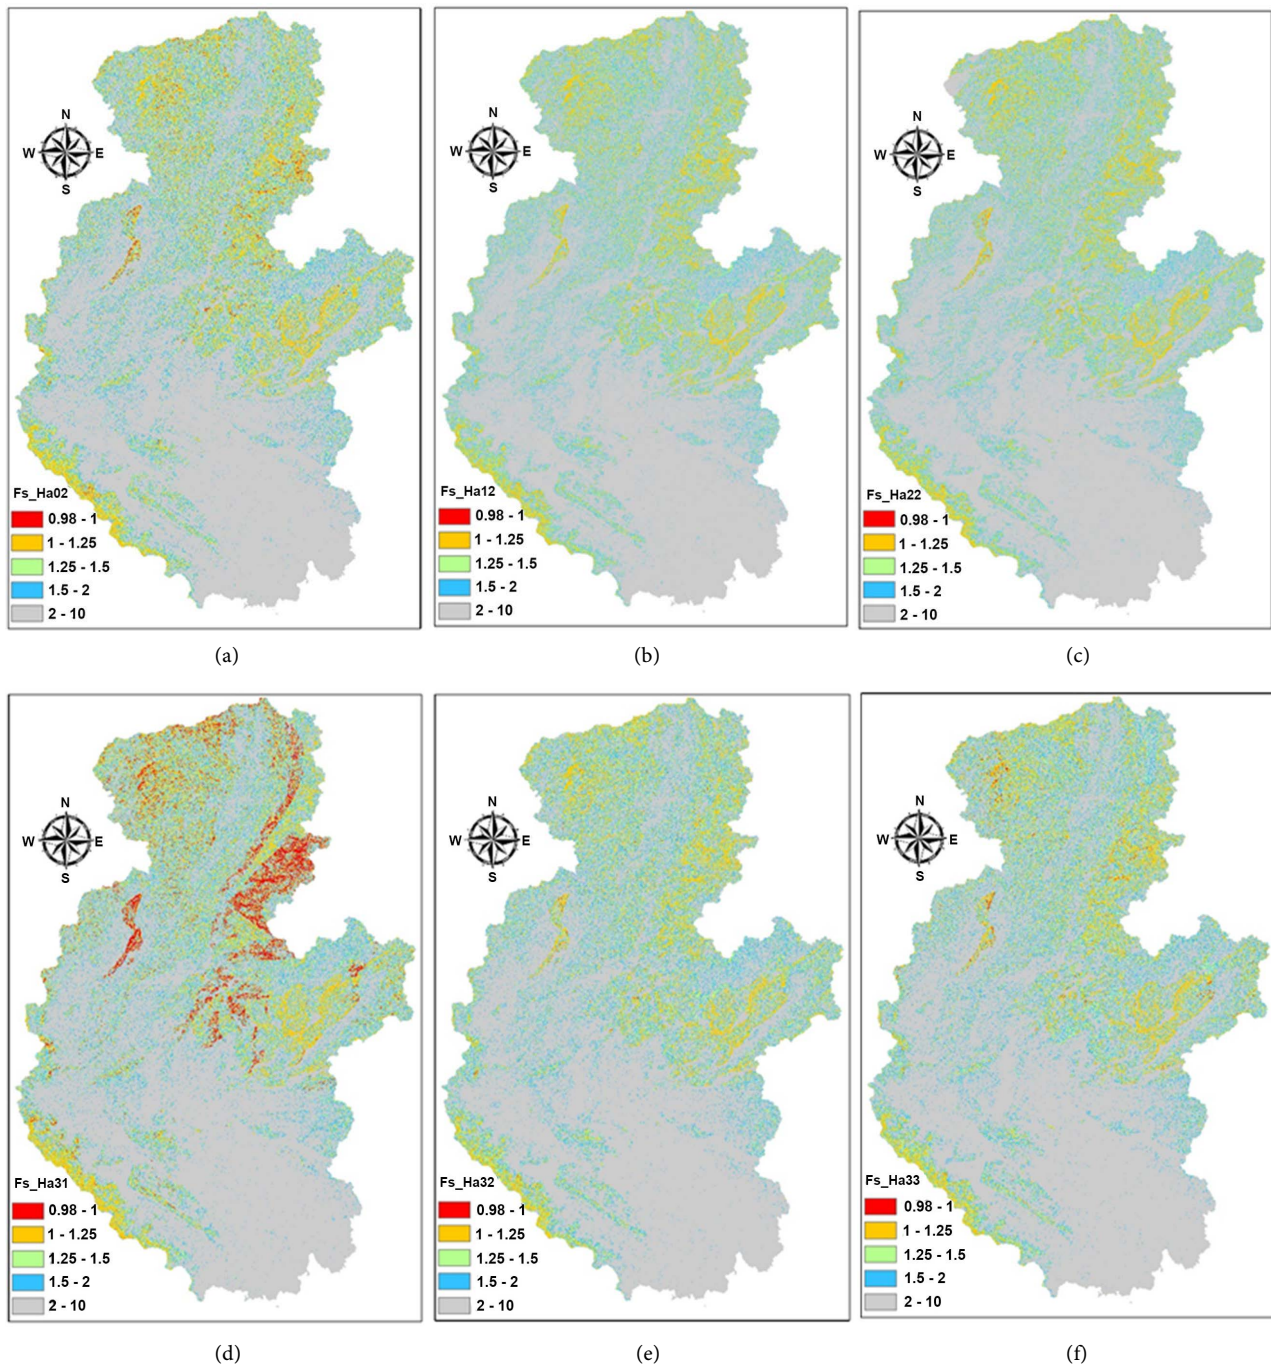 N
W E
S
Fs_Ha02
0.98 - 1
1 - 1.25
1.25 - 1.5
1.5 - 2
2 - 10
(a)
N
W E
S
Fs_Ha12
0.98 - 1
1 - 1.25
1.25 - 1.5
1.5 - 2
2 - 10
(b)
N
W E
S
Fs_Ha22
0.98 - 1
1 - 1.25
1.25 - 1.5
1.5 - 2
2 - 10
(c)
N
W E
S
Fs_Ha31
0.98 - 1
1 - 1.25
1.25 - 1.5
1.5 - 2
2 - 10
(d)
N
W E
S
Fs_Ha32
0.98 - 1
1 - 1.25
1.25 - 1.5
1.5 - 2
2 - 10
(e)
N
W E
S
Fs_Ha33
0.98 - 1
1 - 1.25
1.25 - 1.5
1.5 - 2
2 - 10
(f)